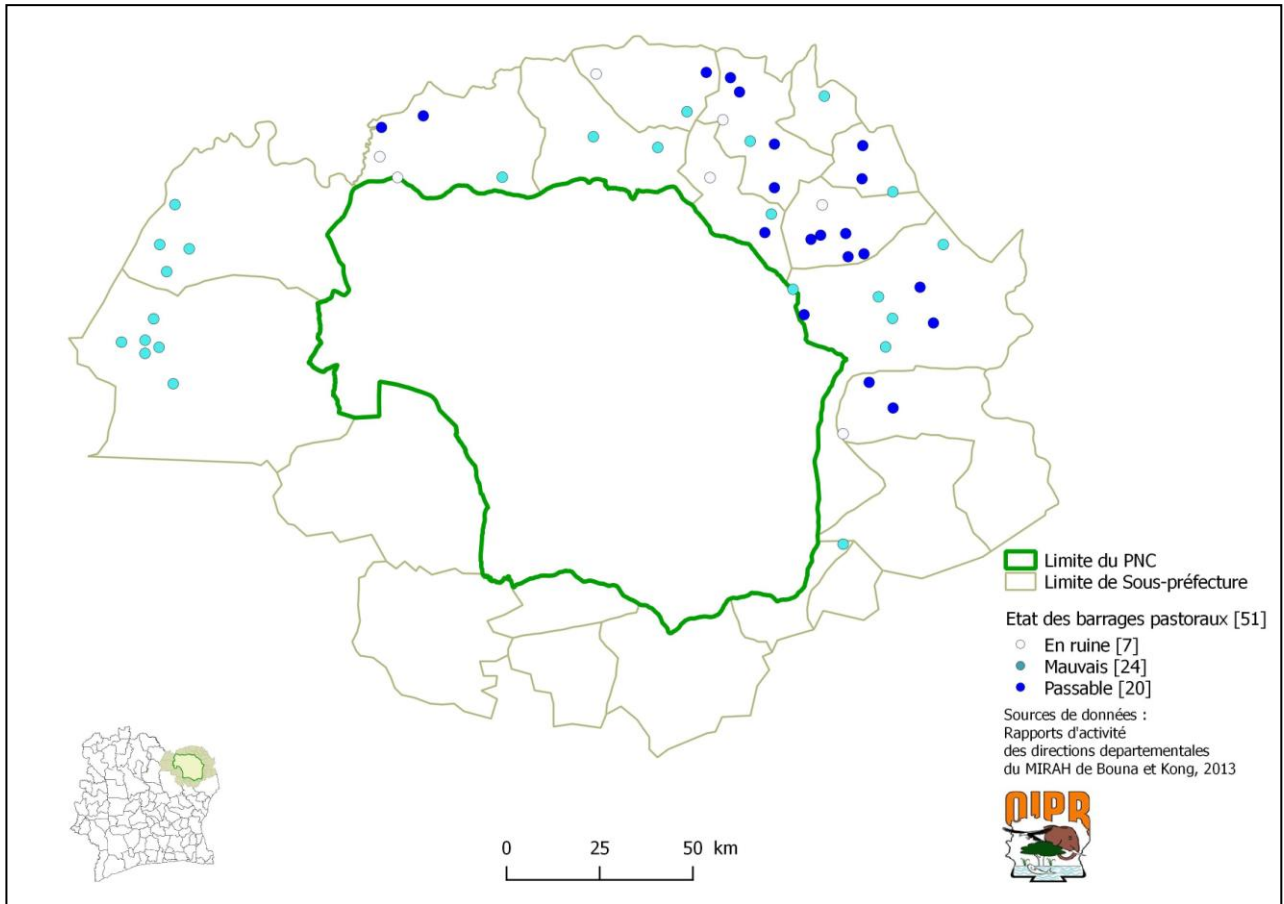 Limite du PNC
Limite de Sous-préfecture
Etat des barrages pastoraux [51]
En ruine [7]
Mauvais [24]
Passable [20]
Sources de données :
Rapports d'activité
des directions departementales
du MIRAH de Bouna et Kong, 2013
0 25 50 km
OIPR